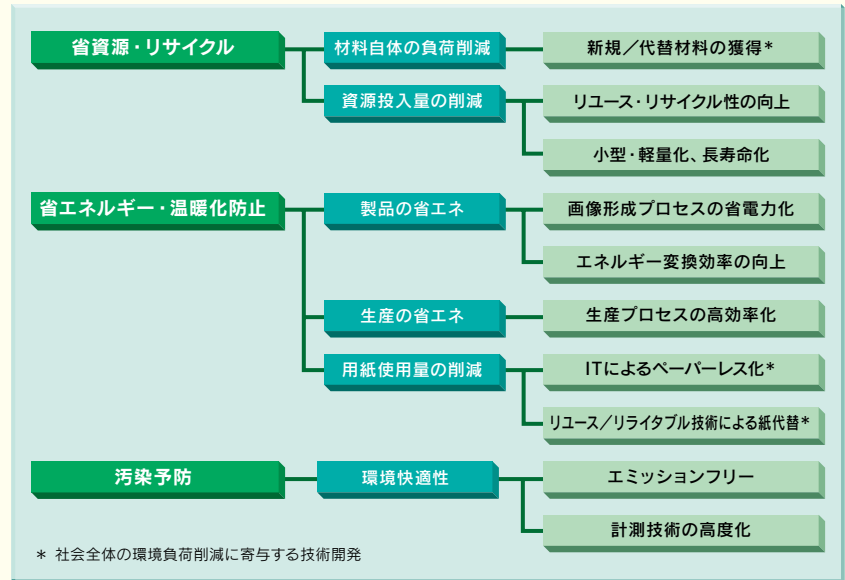 省資源・リサイクル
材料自体の負荷削減
新規／代替材料の獲得*
資源投入量の削減
リユース・リサイクル性の向上
小型・軽量化、長寿命化
省エネルギー・温暖化防止
製品の省エネ
画像形成プロセスの省電力化
エネルギー変換効率の向上
生産の省エネ
生産プロセスの高効率化
用紙使用量の削減
ITによるペーパーレス化*
リユース／リライタブル技術による紙代替*
汚染予防
環境快適性
エミッションフリー
計測技術の高度化
* 社会全体の環境負荷削減に寄与する技術開発